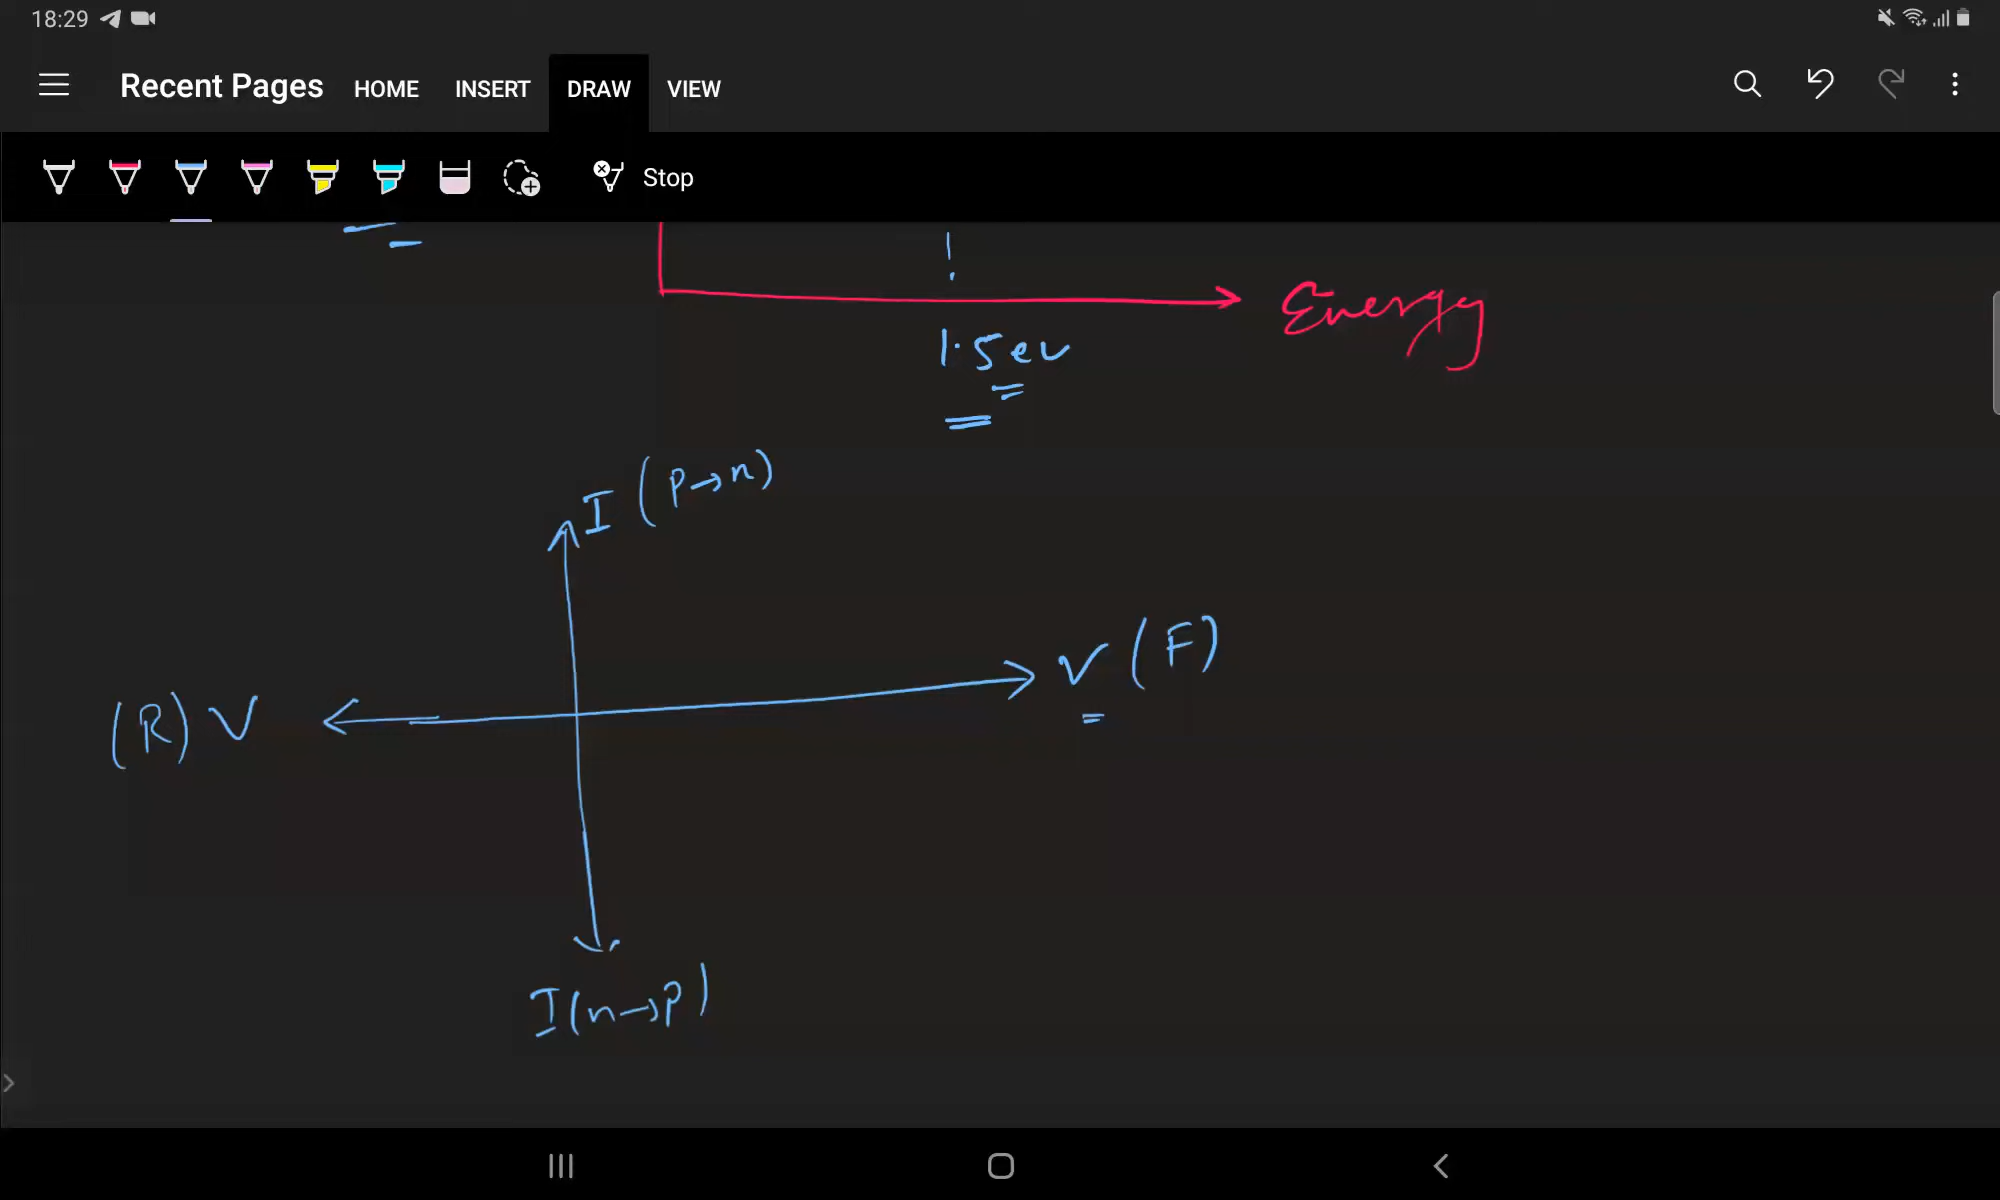 18:29
Recent Pages HOME INSERT DRAW VIEW
Stop
Energy
1.5ev
I (P→n)
V (F)
(R) V
I(n→p)